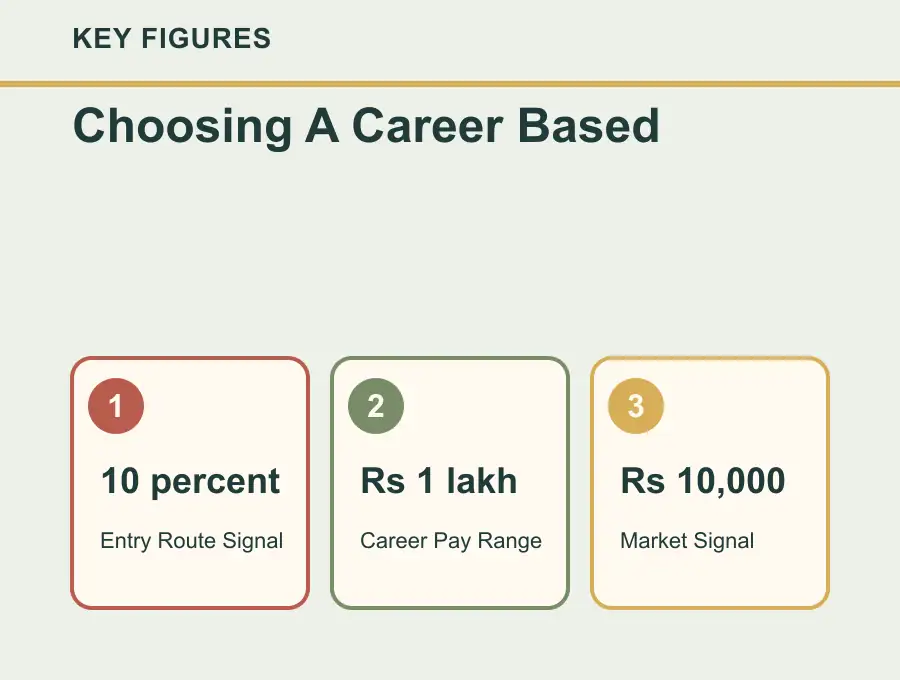 KEY FIGURES
Choosing A Career Based
1
10 percent
Entry Route Signal
2
Rs 1 lakh
Career Pay Range
3
Rs 10,000
Market Signal